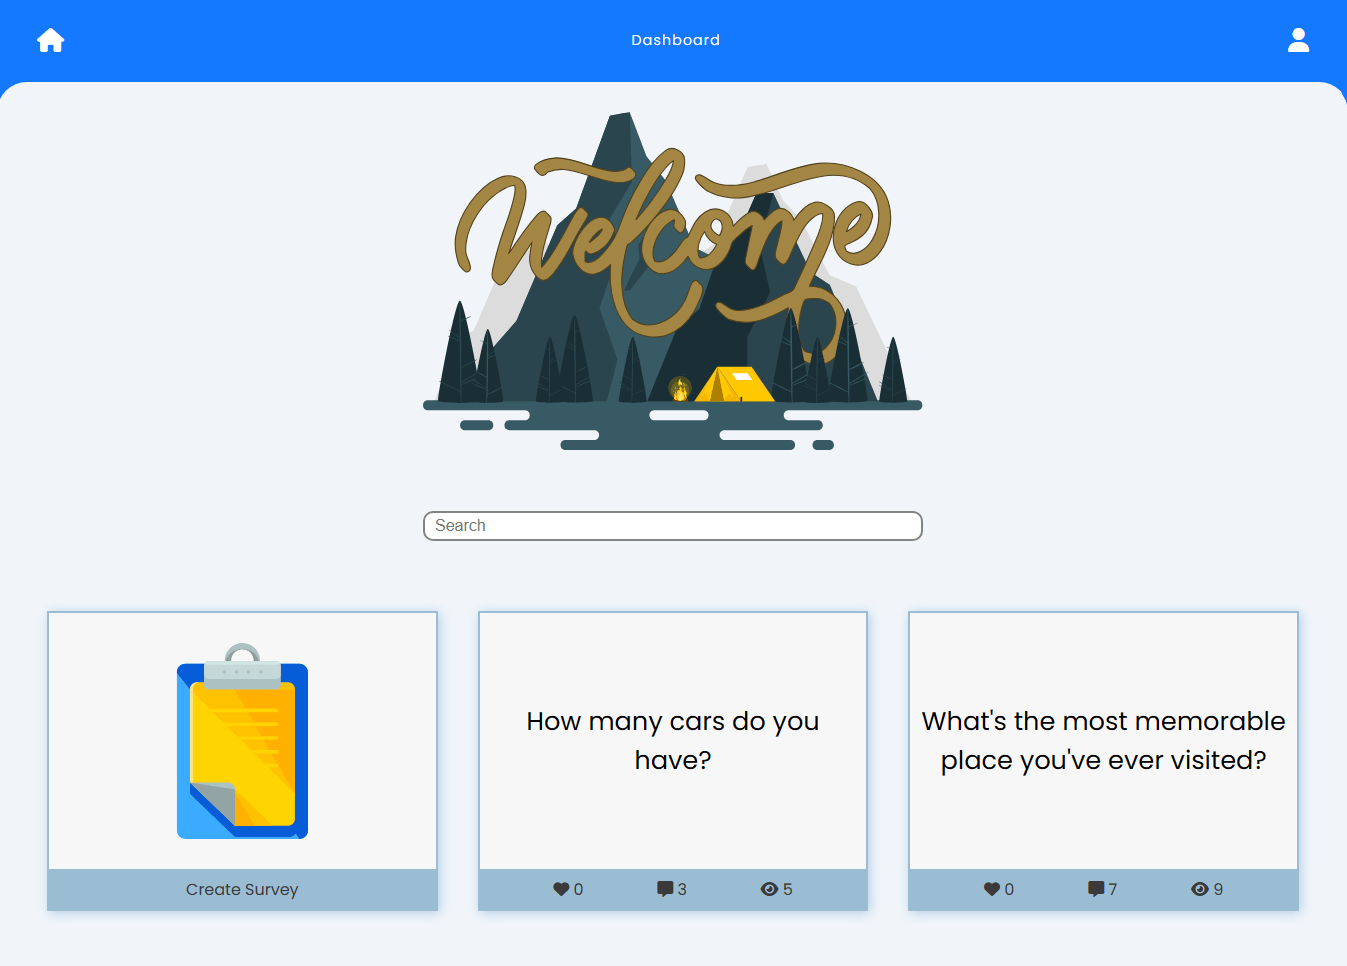 Dashboard
Welcome
Search
Create Survey
How many cars do you
have?
0 3 5
What's the most memorable
place you've ever visited?
0 7 9